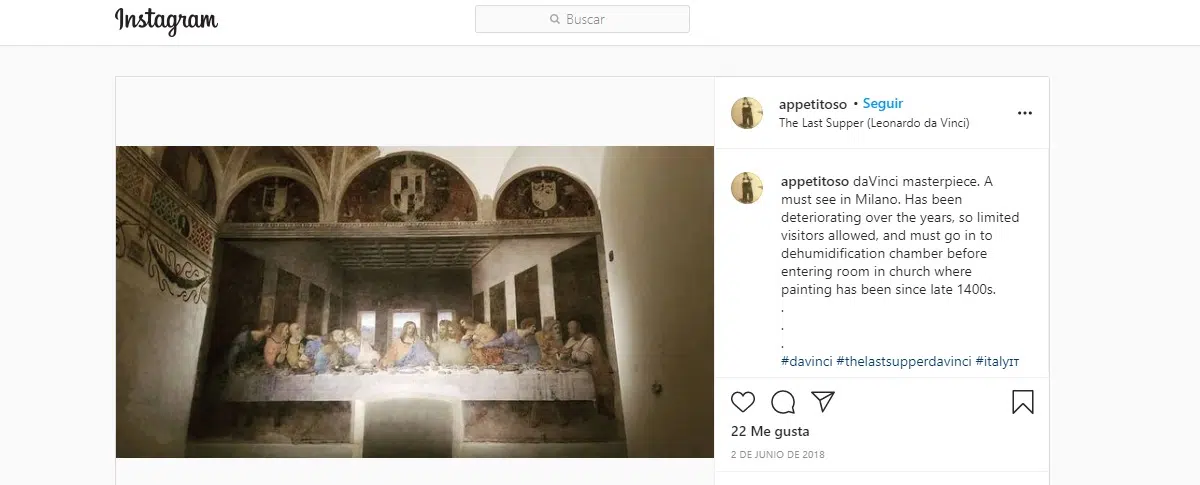 Instagram
Buscar
appetitoso • Seguir
The Last Supper (Leonardo da Vinci)
appetitoso daVinci masterpiece. A
must see in Milano. Has been
deteriorating over the years, so limited
visitors allowed, and must go in to
dehumidification chamber before
entering room in church where
painting has been since late 1400s.
.
.
.
#davinci #thelastsupperdavinci #italyɪᴛ
22 Me gusta
2 DE JUNIO DE 2018